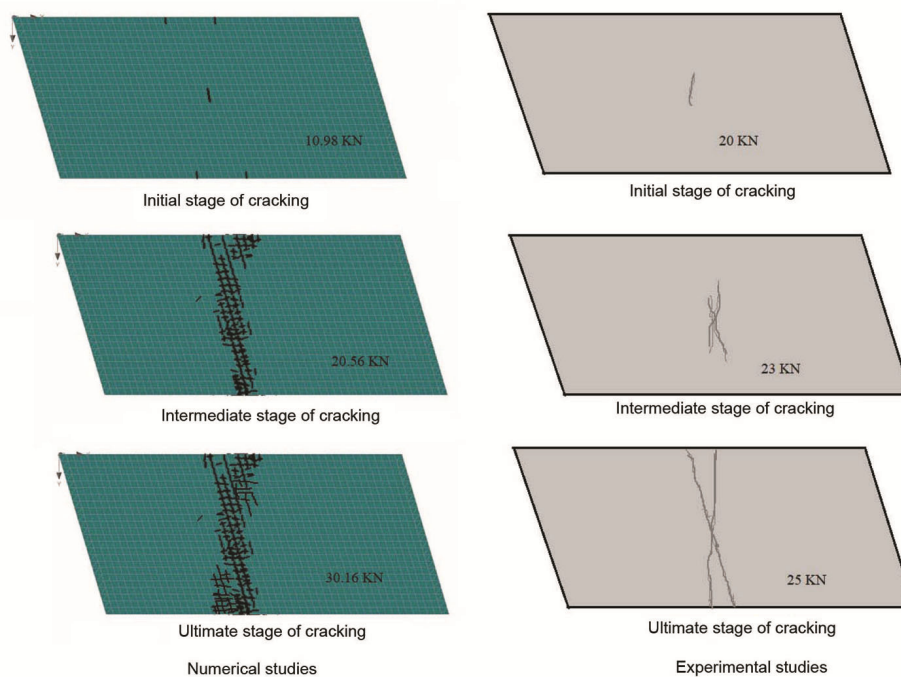 10.98 KN
20 KN
Initial stage of cracking
Initial stage of cracking
20.56 KN
23 KN
Intermediate stage of cracking
Intermediate stage of cracking
30.16 KN
25 KN
Ultimate stage of cracking
Ultimate stage of cracking
Numerical studies
Experimental studies